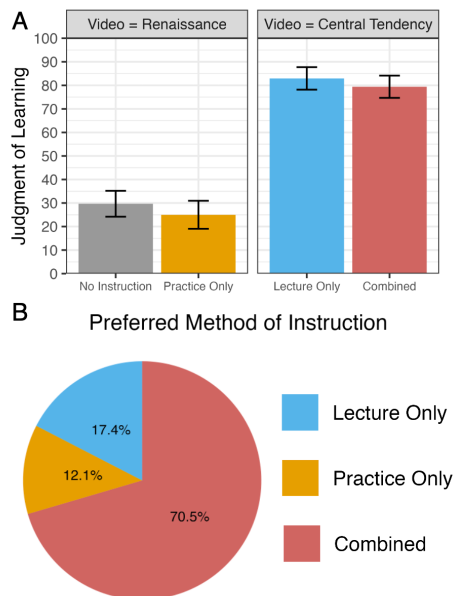 A
Video = Renaissance
Video = Central Tendency
Judgment of Learning
100
90
80
70
60
50
40
30
20
10
0
No Instruction
Practice Only
Lecture Only
Combined
B
Preferred Method of Instruction
17.4%
12.1%
70.5%
Lecture Only
Practice Only
Combined